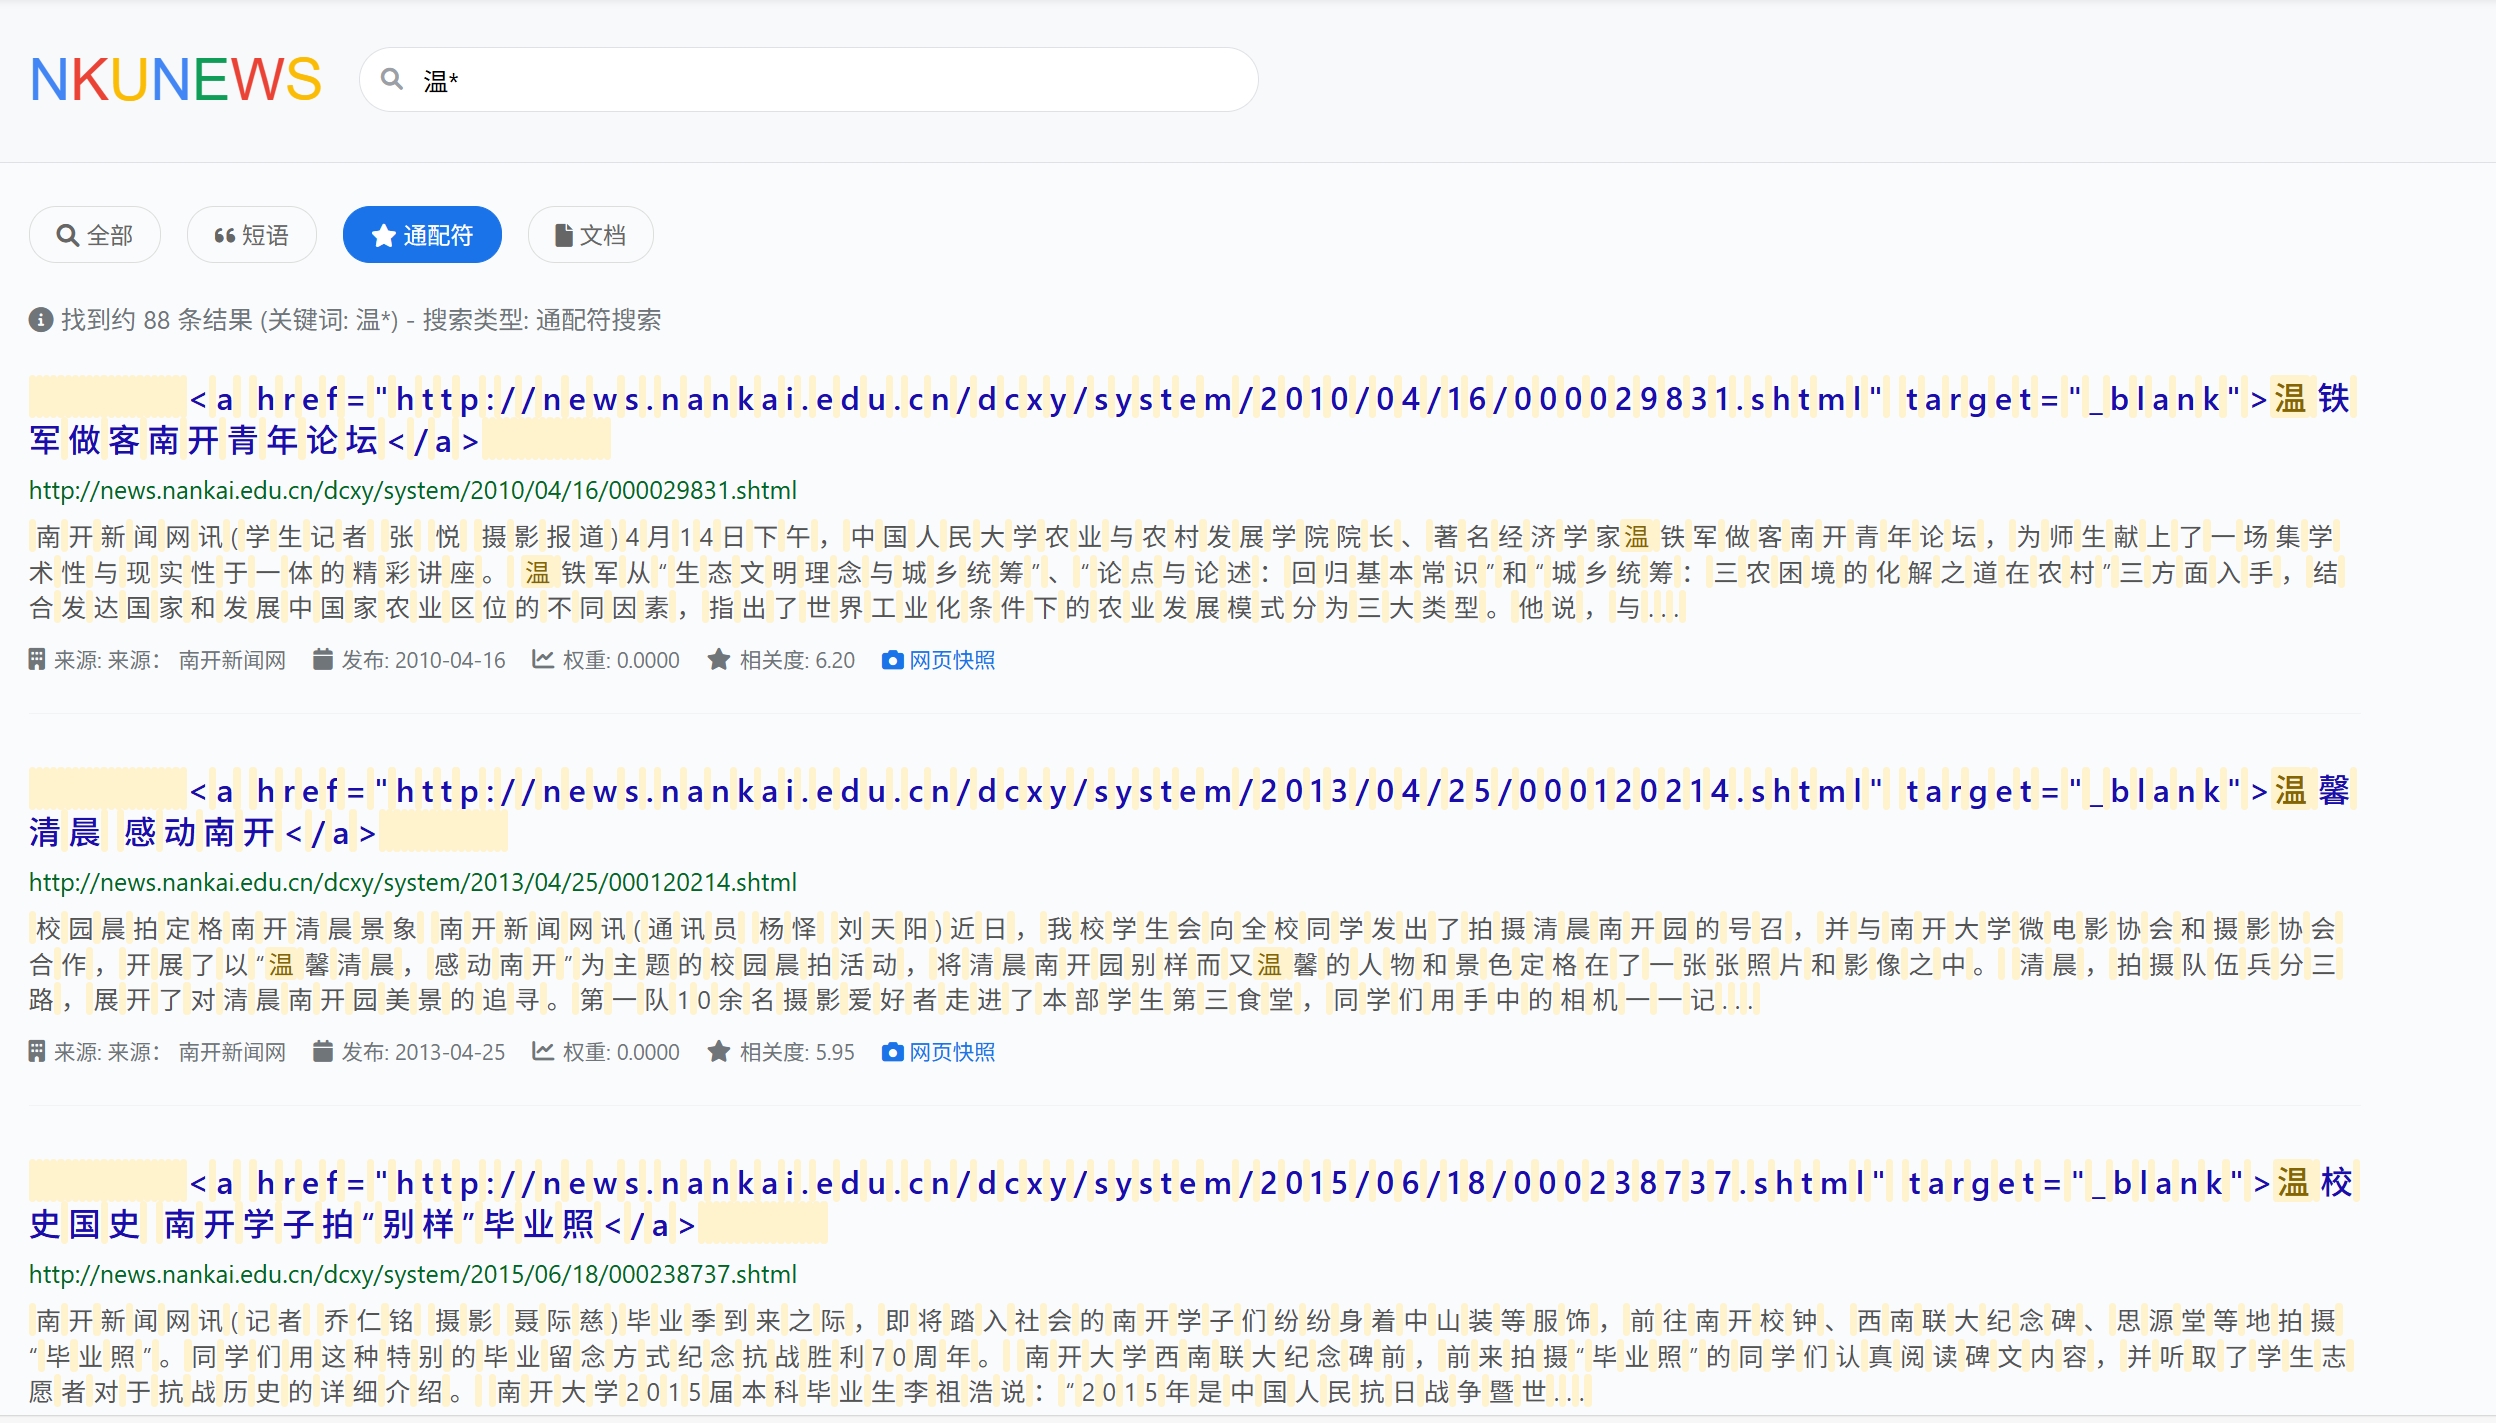 NKUNEWS
温*
全部 短语 通配符 文档
找到约 88 条结果 (关键词: 温*) - 搜索类型: 通配符搜索
<a href="http://news.nankai.edu.cn/dcxy/system/2010/04/16/000029831.shtml" target="_blank">温铁
军做客南开青年论坛</a>
http://news.nankai.edu.cn/dcxy/system/2010/04/16/000029831.shtml
南开新闻网讯(学生记者 张 悦 摄影报道)4月14日下午，中国人民大学农业与农村发展学院院长、著名经济学家温铁军做客南开青年论坛，为师生献上了一场集学
术性与现实性于一体的精彩讲座。 温铁军从“生态文明理念与城乡统筹”、“论点与论述：回归基本常识”和“城乡统筹：三农困境的化解之道在农村”三方面入手，结
合发达国家和发展中国家农业区位的不同因素，指出了世界工业化条件下的农业发展模式分为三大类型。他说，与...
来源: 来源： 南开新闻网 发布: 2010-04-16 权重: 0.0000 相关度: 6.20 网页快照
<a href="http://news.nankai.edu.cn/dcxy/system/2013/04/25/000120214.shtml" target="_blank">温馨
清晨 感动南开</a>
http://news.nankai.edu.cn/dcxy/system/2013/04/25/000120214.shtml
校园晨拍定格南开清晨景象 南开新闻网讯(通讯员 杨怿 刘天阳)近日，我校学生会向全校同学发出了拍摄清晨南开园的号召，并与南开大学微电影协会和摄影协会
合作，开展了以“温馨清晨，感动南开”为主题的校园晨拍活动，将清晨南开园别样而又温馨的人物和景色定格在了一张张照片和影像之中。 清晨，拍摄队伍兵分三
路，展开了对清晨南开园美景的追寻。第一队10余名摄影爱好者走进了本部学生第三食堂，同学们用手中的相机一一记...
来源: 来源： 南开新闻网 发布: 2013-04-25 权重: 0.0000 相关度: 5.95 网页快照
<a href="http://news.nankai.edu.cn/dcxy/system/2015/06/18/000238737.shtml" target="_blank">温校
史国史 南开学子拍“别样”毕业照</a>
http://news.nankai.edu.cn/dcxy/system/2015/06/18/000238737.shtml
南开新闻网讯(记者 乔仁铭 摄影 聂际慈)毕业季到来之际，即将踏入社会的南开学子们纷纷身着中山装等服饰，前往南开校钟、西南联大纪念碑、思源堂等地拍摄
“毕业照”。同学们用这种特别的毕业留念方式纪念抗战胜利70周年。 南开大学西南联大纪念碑前，前来拍摄“毕业照”的同学们认真阅读碑文内容，并听取了学生志
愿者对于抗战历史的详细介绍。 南开大学2015届本科毕业生李祖浩说：“2015年是中国人民抗日战争暨世...